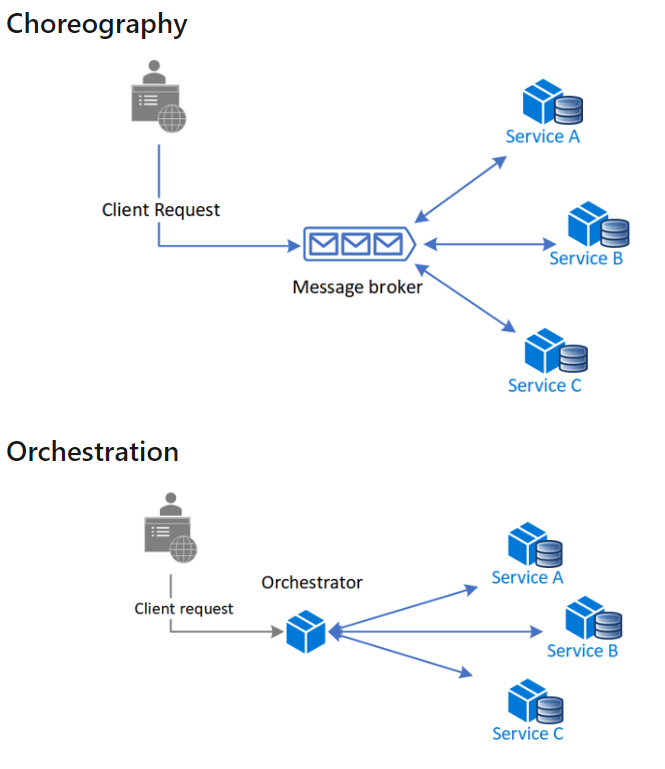 Choreography
Service A
Client Request
Service B
Message broker
Service C
Orchestration
Orchestrator
Service A
Client request
Service B
Service C